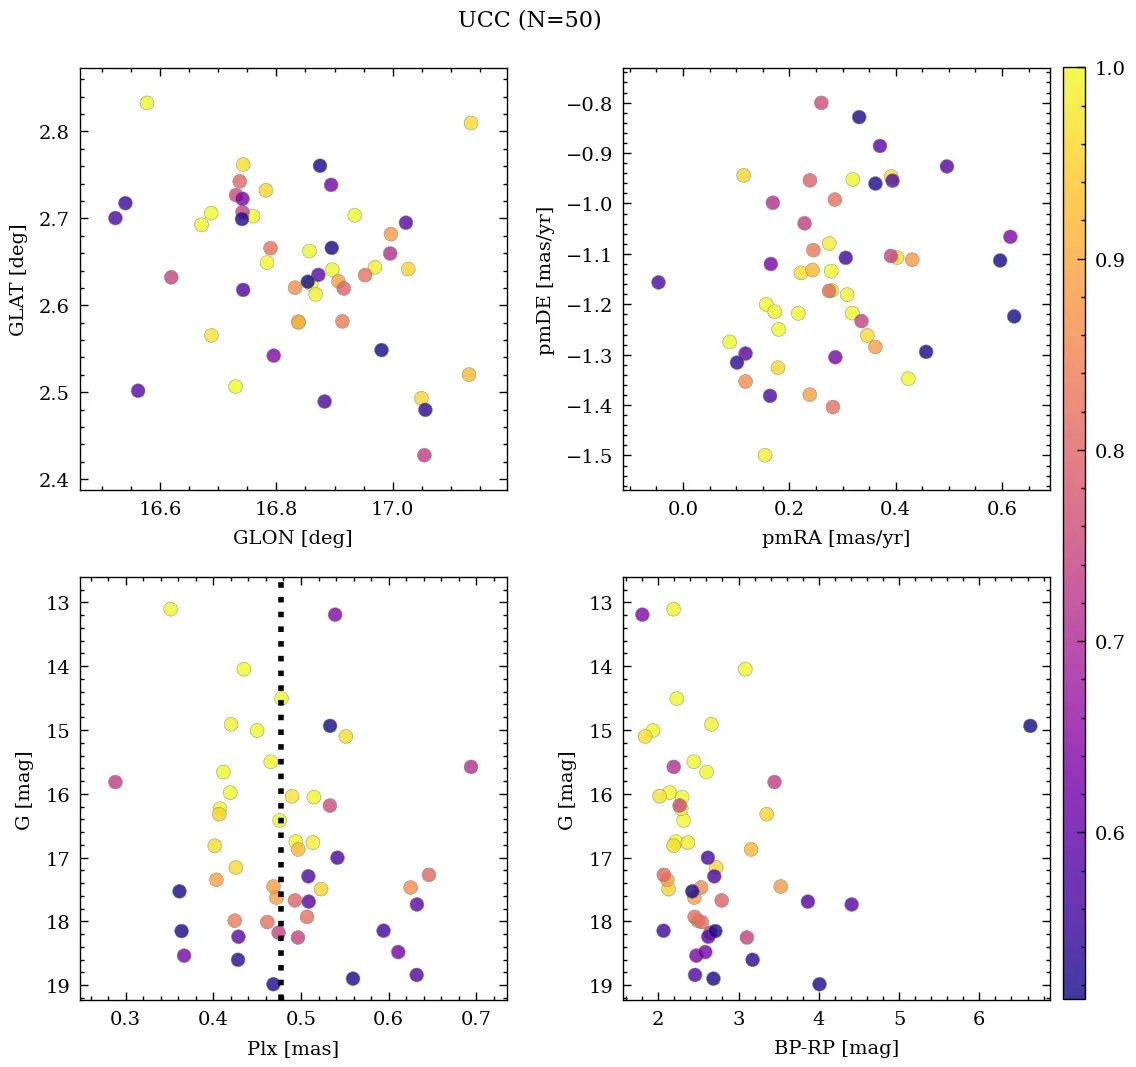 UCC (N=50)
2.8
2.7
2.6
2.5
2.4
GLAT [deg]
16.6 16.8 17.0
GLON [deg]
−0.8
−0.9
−1.0
−1.1
−1.2
−1.3
−1.4
−1.5
pmDE [mas/yr]
0.0 0.2 0.4 0.6
pmRA [mas/yr]
13
14
15
16
17
18
19
G [mag]
0.3 0.4 0.5 0.6 0.7
Plx [mas]
13
14
15
16
17
18
19
G [mag]
2 3 4 5 6
BP-RP [mag]
1.0
0.9
0.8
0.7
0.6